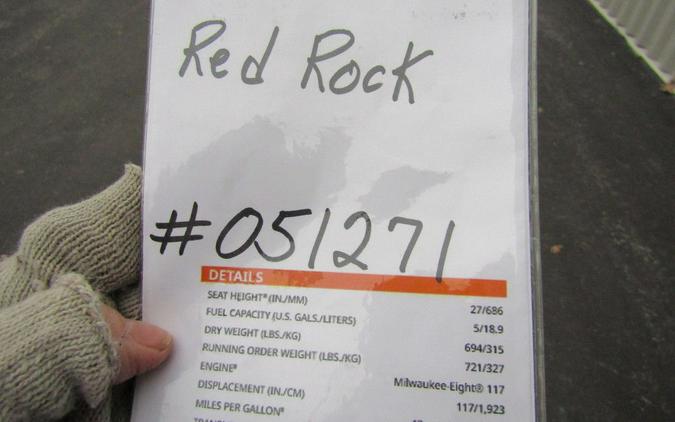 Red Rock
#051271
DETAILS
SEAT HEIGHT* (IN./MM) 27/686
FUEL CAPACITY (U.S. GALS./LITERS) 5/18.9
DRY WEIGHT (LBS./KG) 694/315
RUNNING ORDER WEIGHT (LBS./KG) 721/327
ENGINE* Milwaukee-Eight® 117
DISPLACEMENT (IN./CM) 117/1,923
MILES PER GALLON*